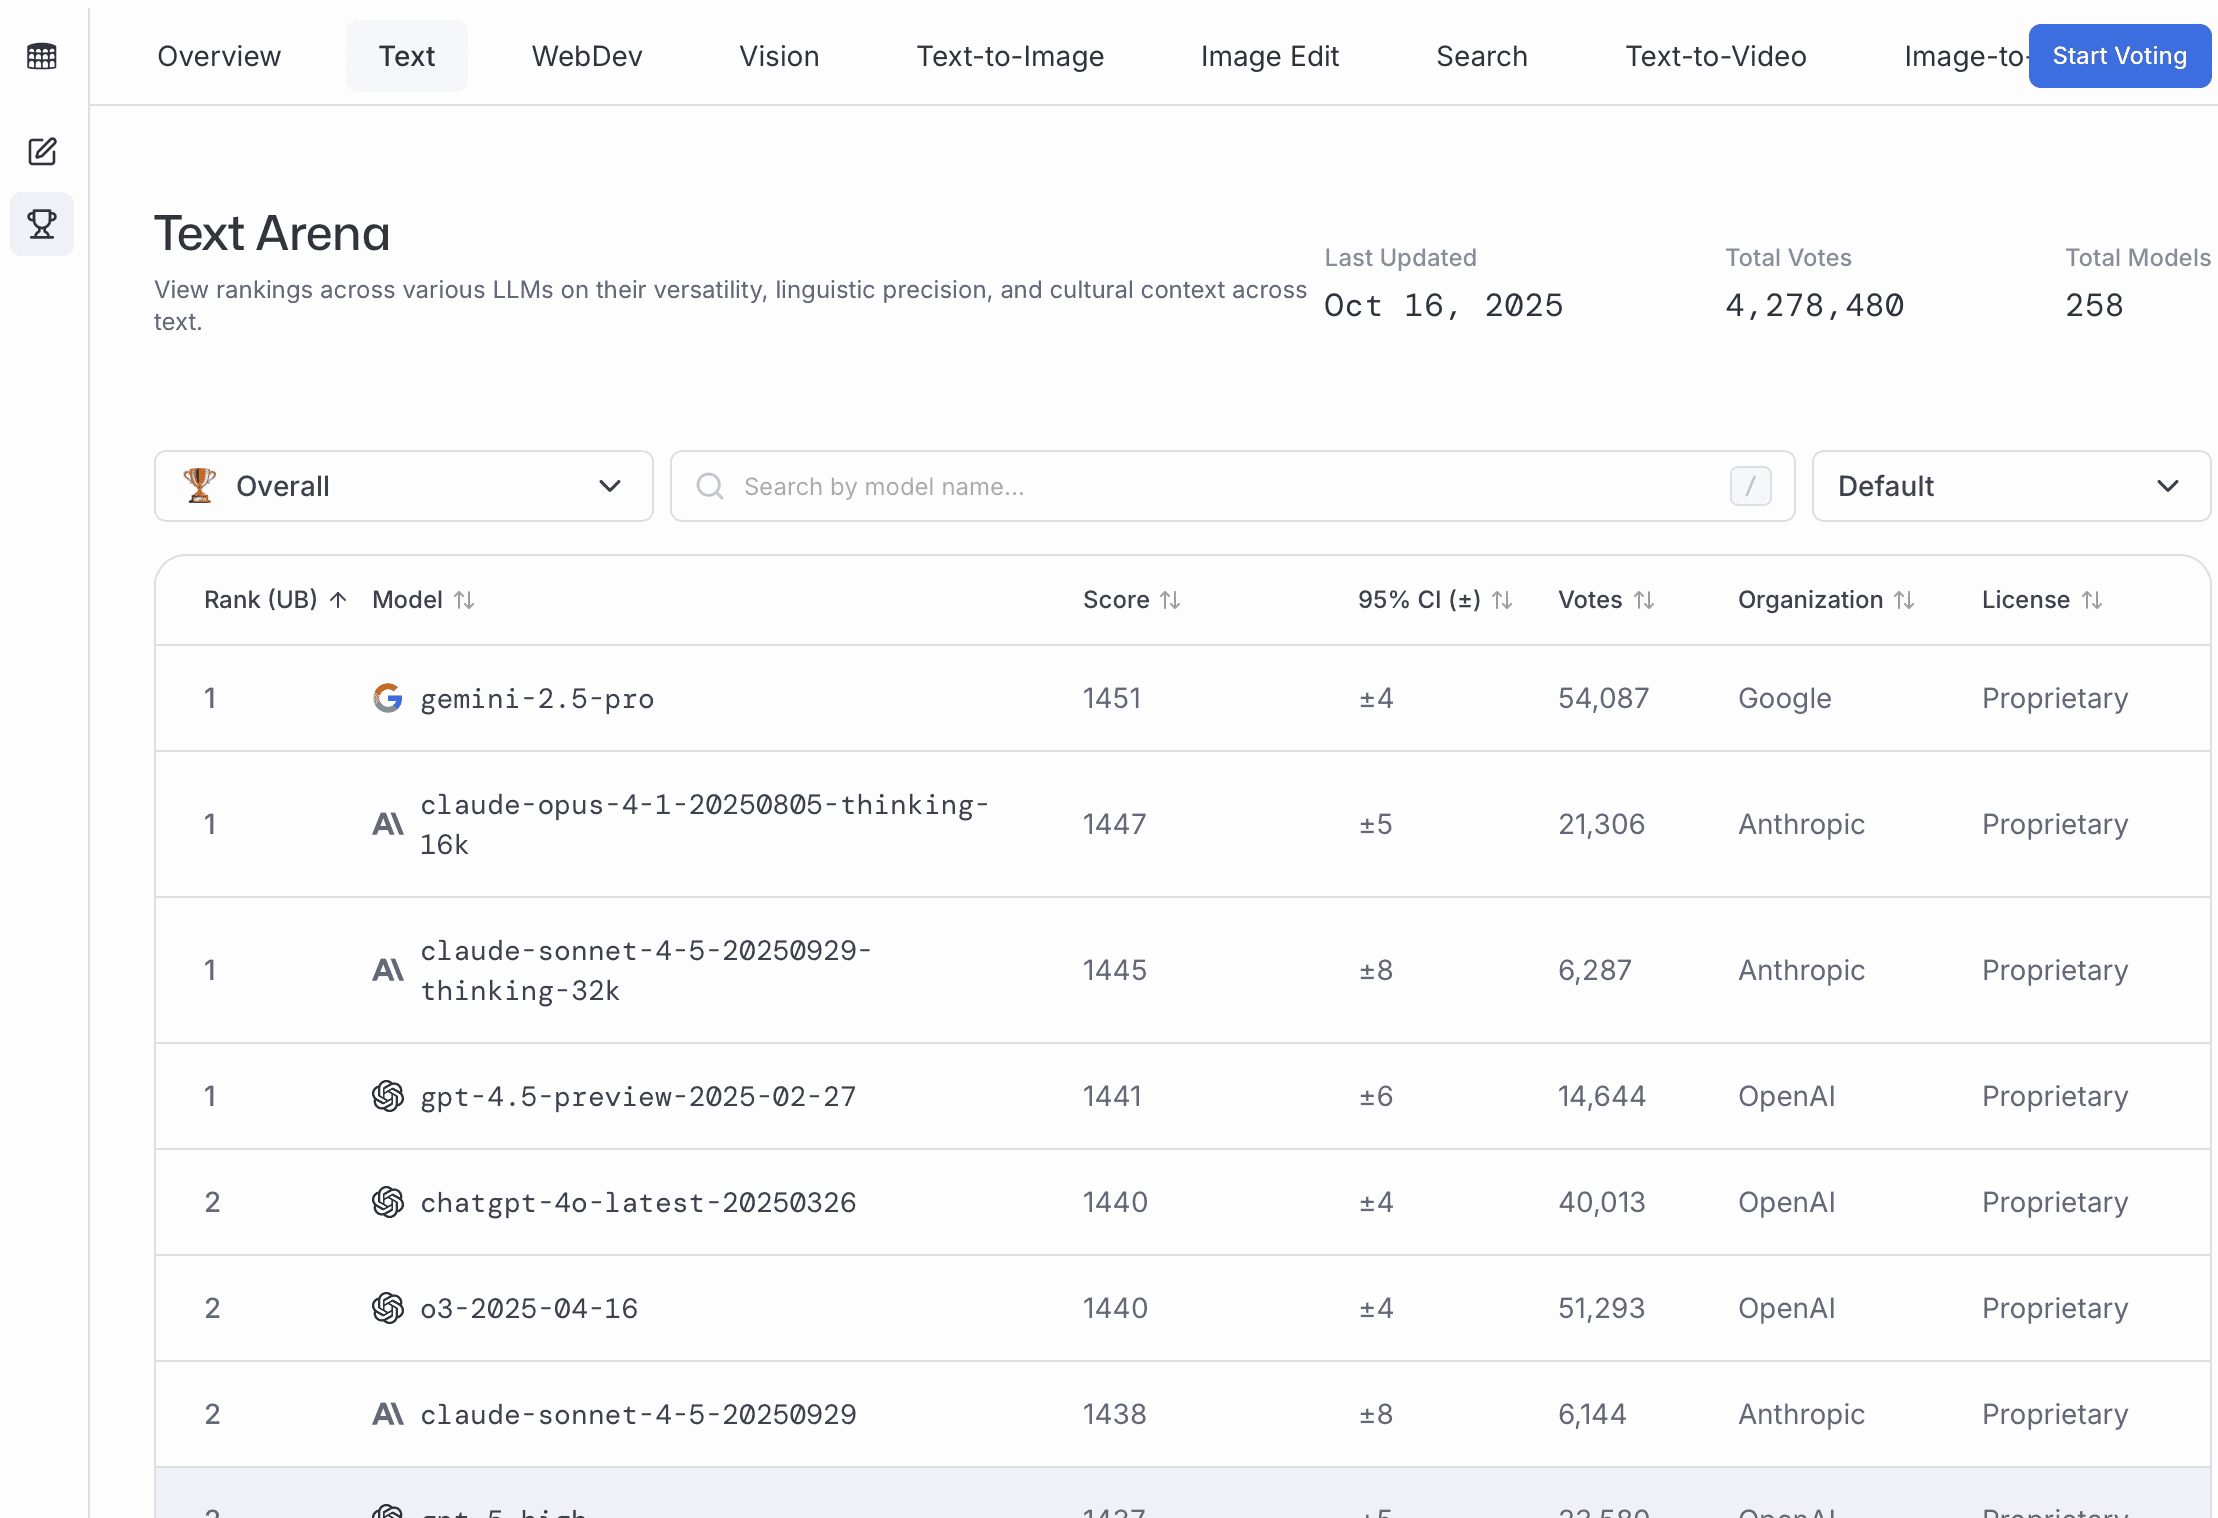 Overview Text WebDev Vision Text-to-Image Image Edit Search Text-to-Video Image-to- Start Voting
Text Arena
View rankings across various LLMs on their versatility, linguistic precision, and cultural context across
text.
Last Updated Total Votes Total Models
Oct 16, 2025 4,278,480 258
Overall Search by model name... / Default
Rank (UB) Model Score 95% CI (±) Votes Organization License
1 gemini-2.5-pro 1451 ±4 54,087 Google Proprietary
1 claude-opus-4-1-20250805-thinking-
16k 1447 ±5 21,306 Anthropic Proprietary
1 claude-sonnet-4-5-20250929-
thinking-32k 1445 ±8 6,287 Anthropic Proprietary
1 gpt-4.5-preview-2025-02-27 1441 ±6 14,644 OpenAI Proprietary
2 chatgpt-4o-latest-20250326 1440 ±4 40,013 OpenAI Proprietary
2 o3-2025-04-16 1440 ±4 51,293 OpenAI Proprietary
2 claude-sonnet-4-5-20250929 1438 ±8 6,144 Anthropic Proprietary
gpt-5-high 1437 ±5 OpenAI Proprietary